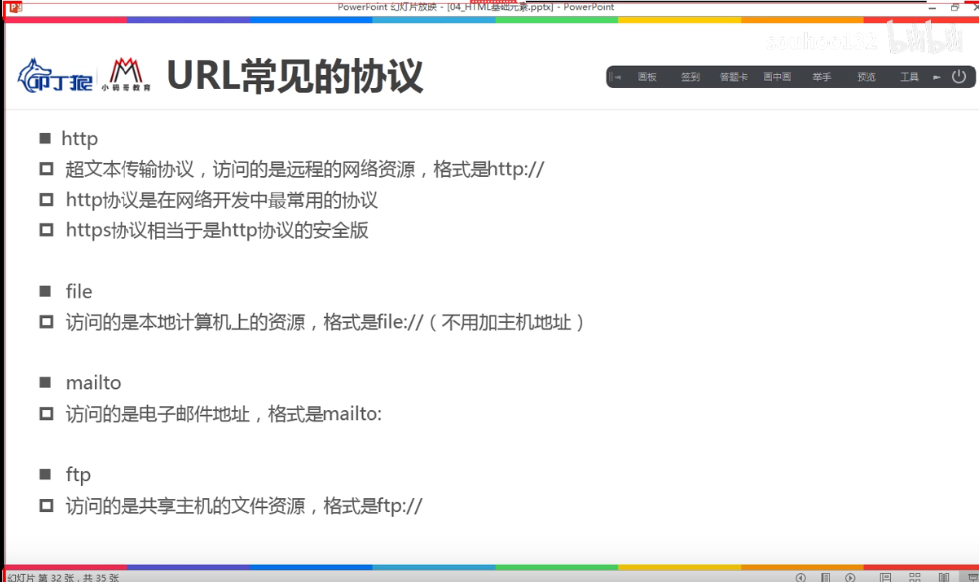 PowerPoint 幻灯片放映 - [04_HTML基础元素.pptx] - PowerPoint
bilibili
叩丁狼
小码哥教育
URL常见的协议
画板 签到 答题卡 画中画 举手 预览 工具
http
超文本传输协议，访问的是远程的网络资源，格式是http://
http协议是在网络开发中最常用的协议
https协议相当于是http协议的安全版
file
访问的是本地计算机上的资源，格式是file://（不用加主机地址）
mailto
访问的是电子邮件地址，格式是mailto:
ftp
访问的是共享主机的文件资源，格式是ftp://
幻灯片 第 32 张，共 35 张